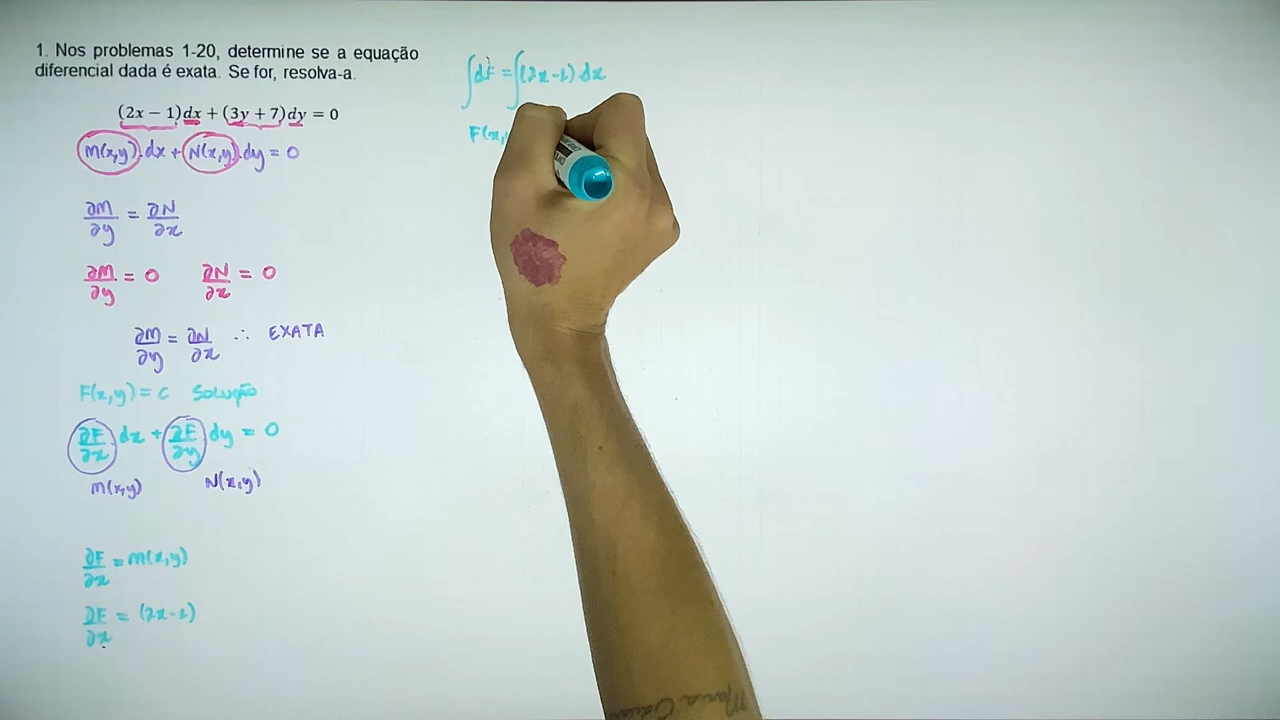 1. Nos problemas 1-20, determine se a equação
diferencial dada é exata. Se for, resolva-a.
(2x − 1)dx + (3y + 7)dy = 0
M(x,y).dx + N(x,y).dy = 0
∂M/∂y = ∂N/∂x
∂M/∂y = 0 ∂N/∂x = 0
∂M/∂y = ∂N/∂x ∴ EXATA
F(x,y) = C Solução
∂F/∂x dx + ∂F/∂y dy = 0
M(x,y) N(x,y)
∂F/∂x = M(x,y)
∂F/∂x = (2x-1)
∫dF = ∫(2x-1) dx
F(x,